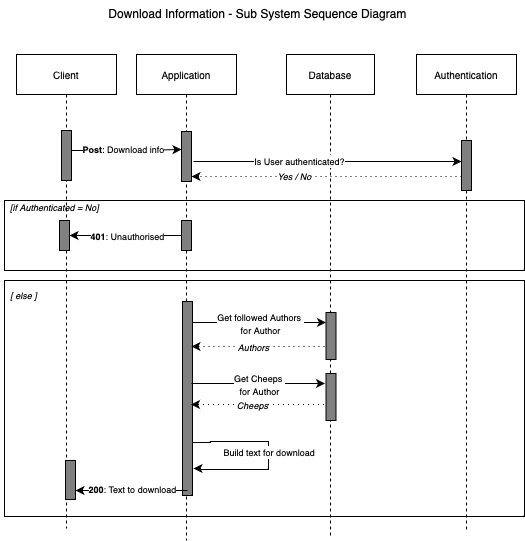 Download Information - Sub System Sequence Diagram
Client
Application
Database
Authentication
Post: Download info
Is User authenticated?
Yes / No
[if Authenticated = No]
401: Unauthorised
[ else ]
Get followed Authors
for Author
Authors
Get Cheeps
for Author
Cheeps
Build text for download
200: Text to download